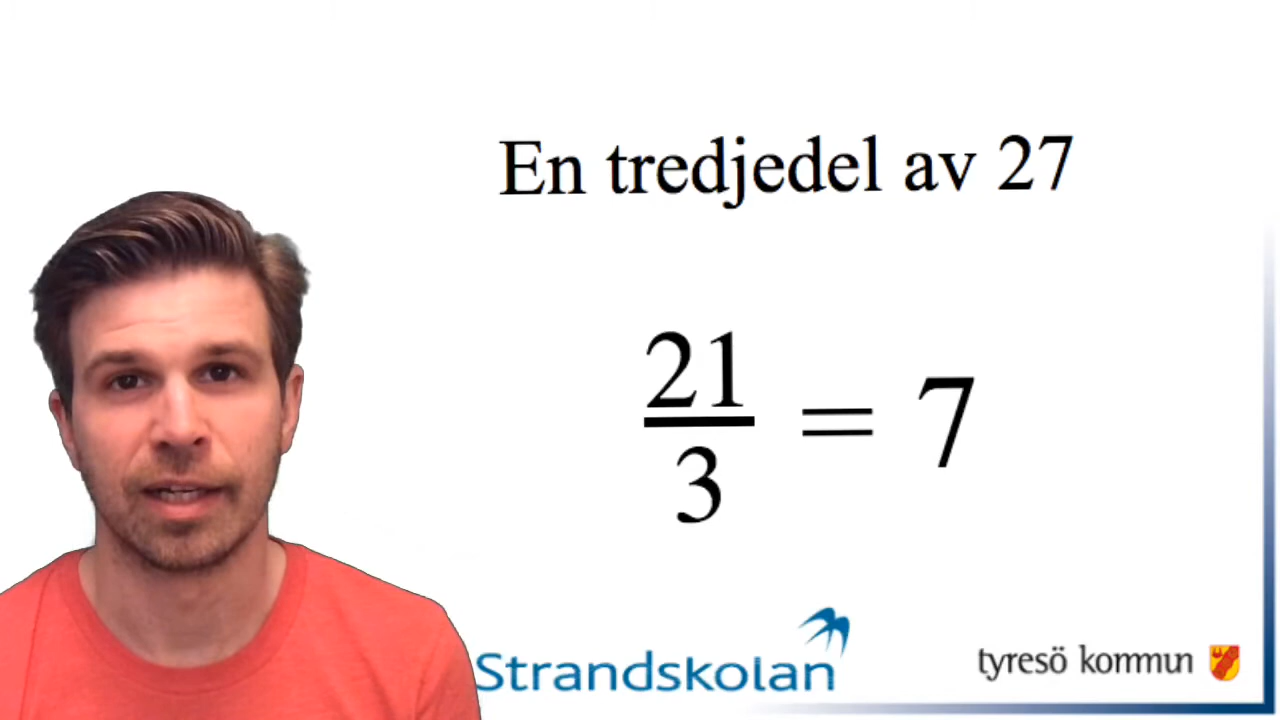 En tredjedel av 27
21
3
= 7
Strandskolan
tyresö kommun